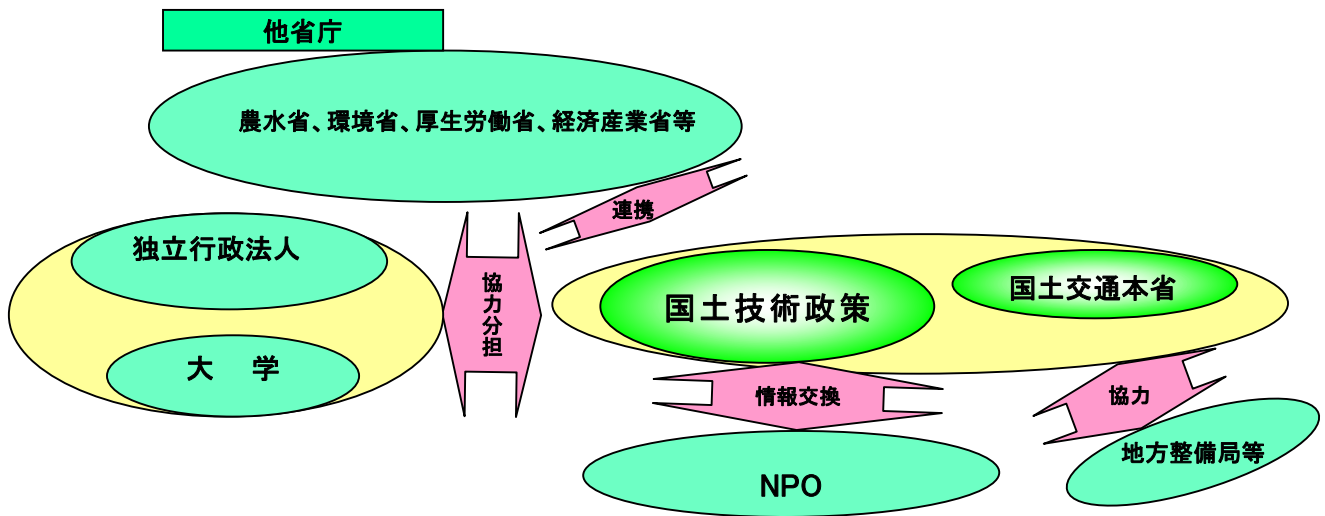 他省庁
農水省、環境省、厚生労働省、経済産業省等
連携
独立行政法人
協力分担
国土技術政策
国土交通本省
大 学
情報交換
協力
地方整備局等
NPO